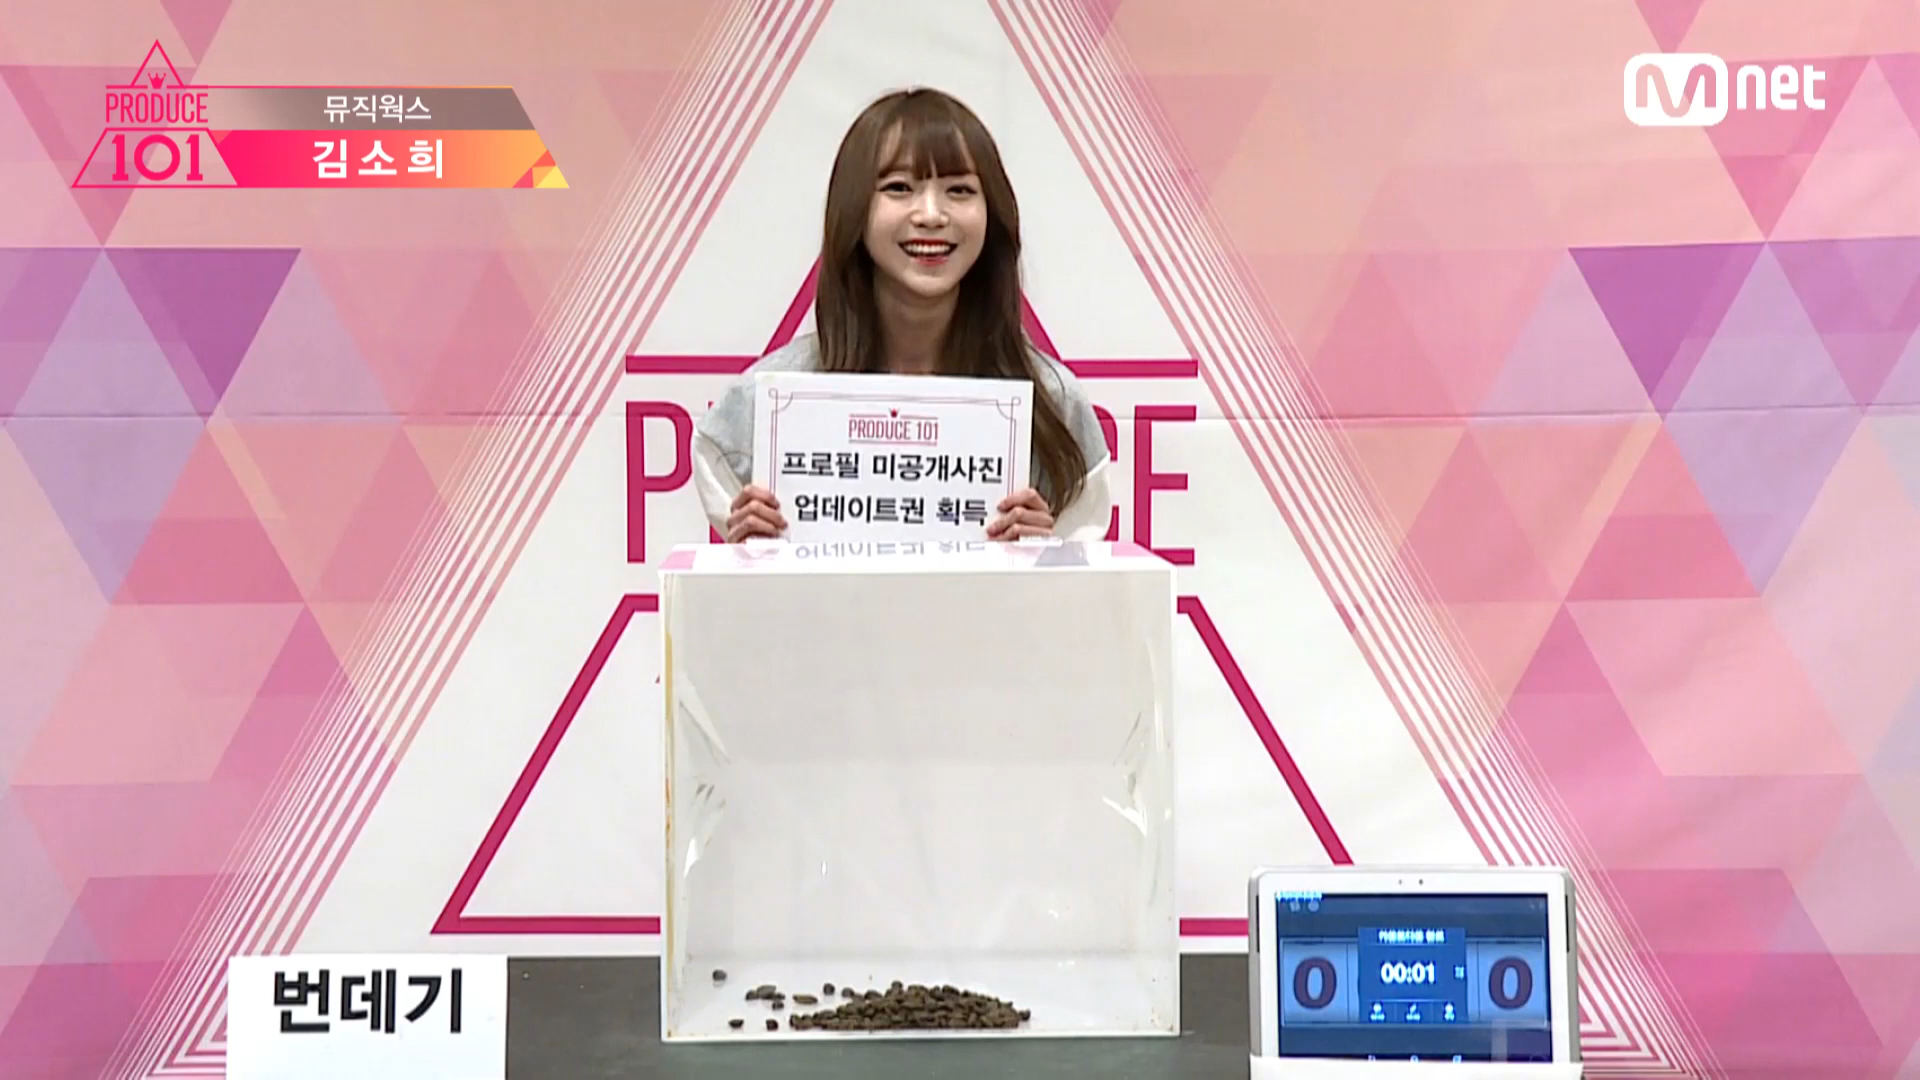 PRODUCE
101
뮤직웍스
김소희
Mnet
PRODUCE 101
프로필 미공개사진
업데이트권 획득
번데기
00:01
0
0